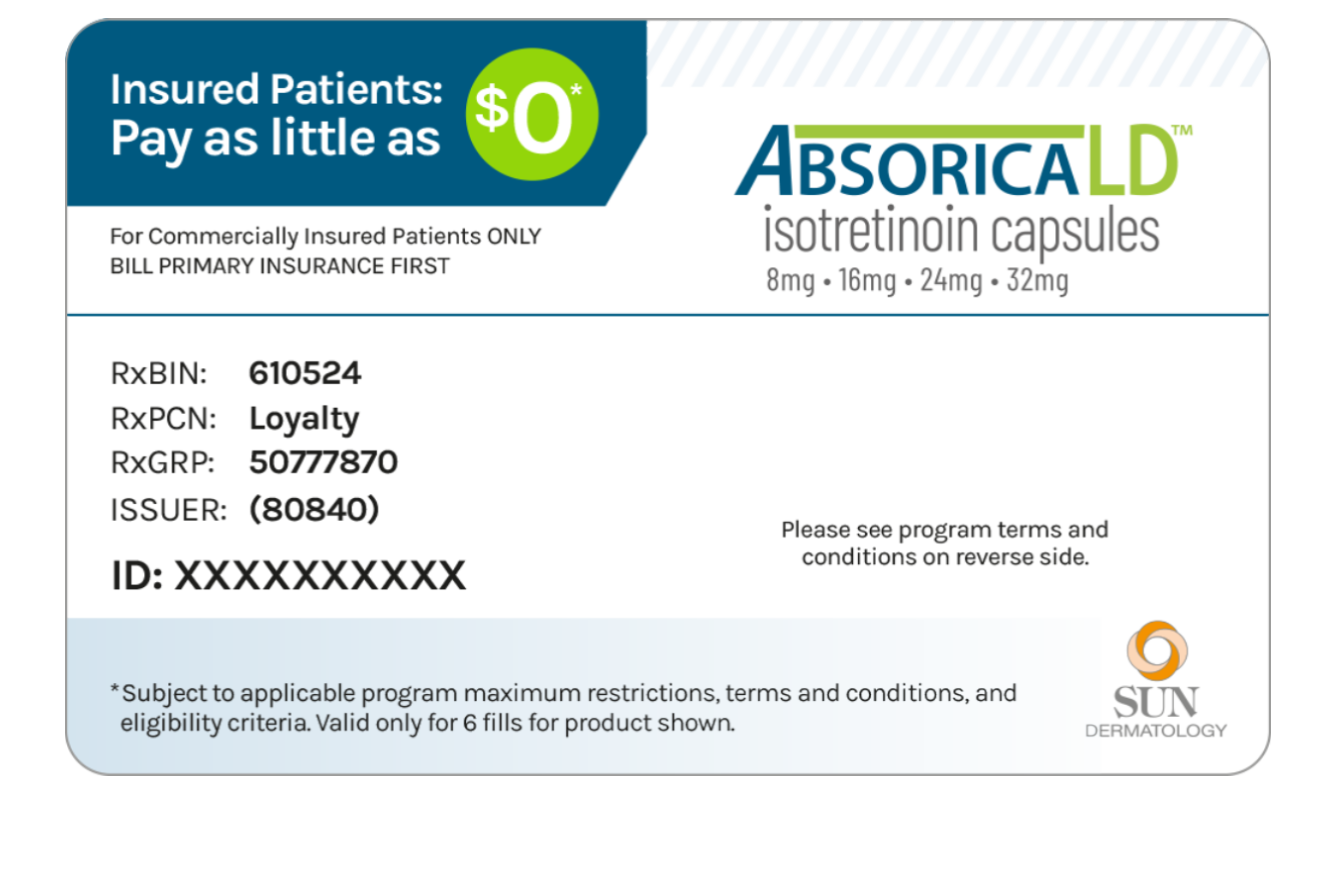 Insured Patients:
Pay as little as
$0*
For Commercially Insured Patients ONLY
BILL PRIMARY INSURANCE FIRST
ABSORICA LD™
isotretinoin capsules
8mg • 16mg • 24mg • 32mg
RxBIN: 610524
RxPCN: Loyalty
RxGRP: 50777870
ISSUER: (80840)
ID: XXXXXXXXXX
Please see program terms and
conditions on reverse side.
*Subject to applicable program maximum restrictions, terms and conditions, and
eligibility criteria. Valid only for 6 fills for product shown.
SUN
DERMATOLOGY